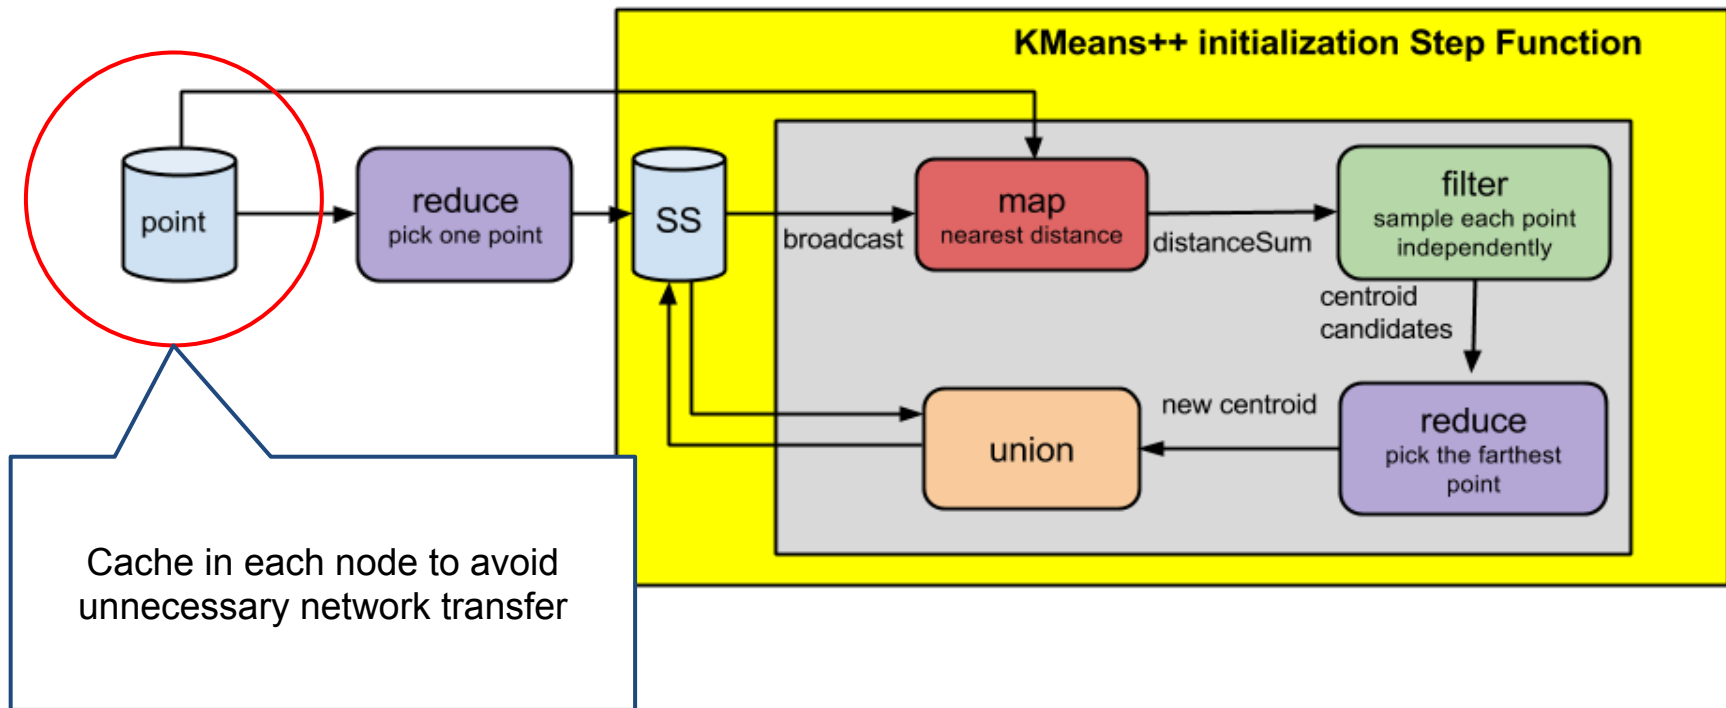 KMeans++ initialization Step Function
point
reduce
pick one point
SS
broadcast
map
nearest distance
distanceSum
filter
sample each point
independently
centroid
candidates
reduce
pick the farthest
point
new centroid
union
Cache in each node to avoid
unnecessary network transfer